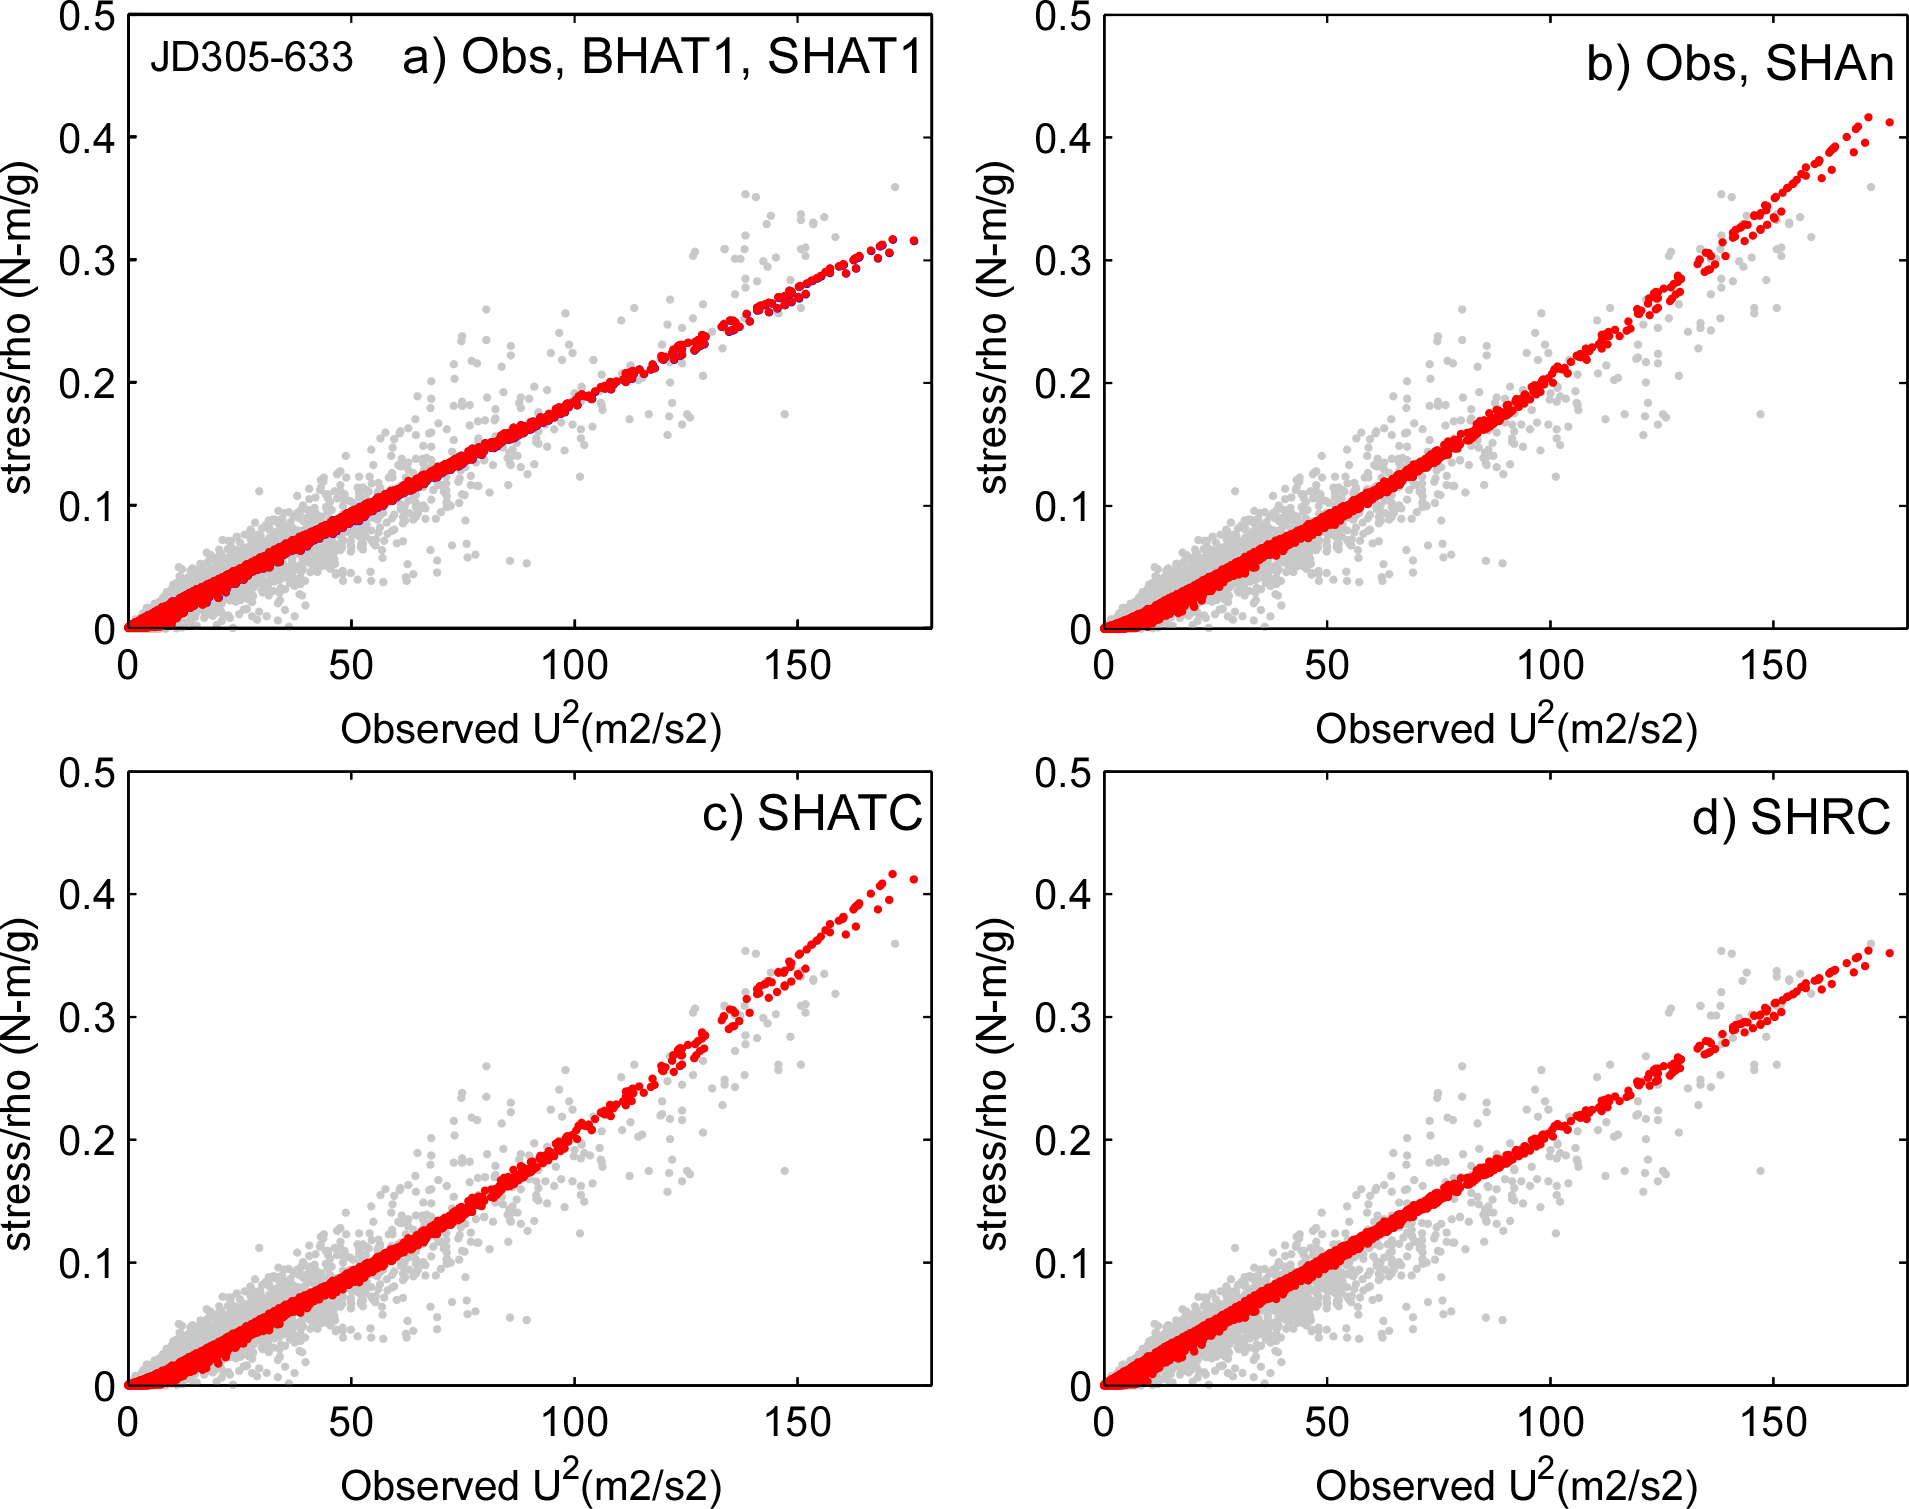 JD305-633
a) Obs, BHAT1, SHAT1
0.5
0.4
0.3
0.2
0.1
0
stress/rho (N-m/g)
0 50 100 150
Observed U²(m2/s2)
b) Obs, SHAn
0.5
0.4
0.3
0.2
0.1
0
stress/rho (N-m/g)
0 50 100 150
Observed U²(m2/s2)
c) SHATC
0.5
0.4
0.3
0.2
0.1
0
stress/rho (N-m/g)
0 50 100 150
Observed U²(m2/s2)
d) SHRC
0.5
0.4
0.3
0.2
0.1
0
stress/rho (N-m/g)
0 50 100 150
Observed U²(m2/s2)